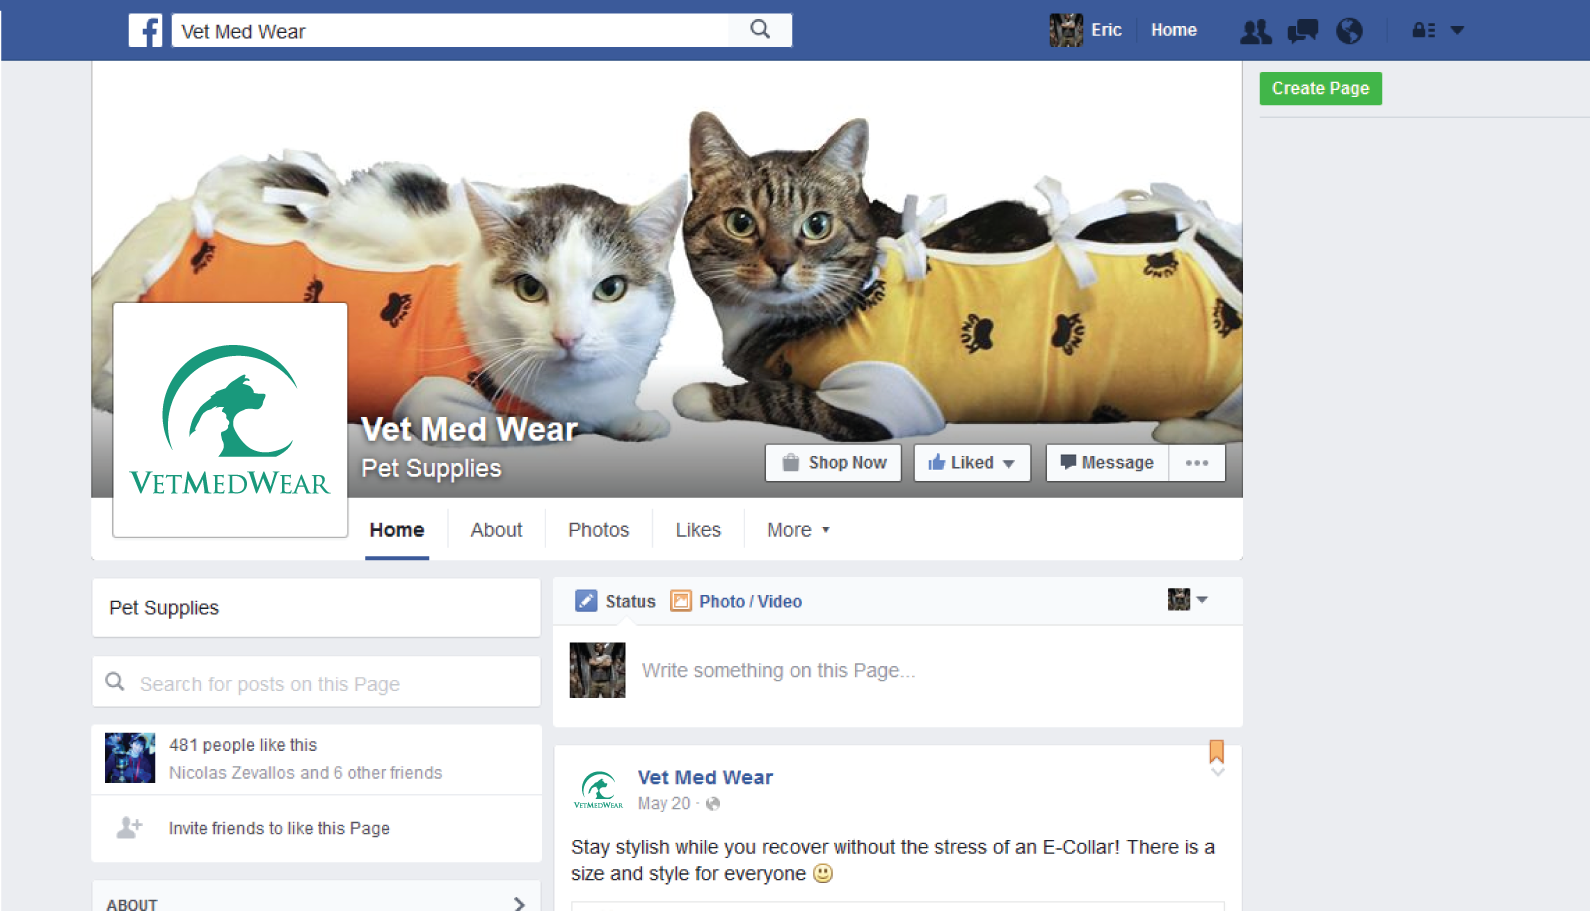 Vet Med Wear
Eric
Home
Create Page
VETMEDWEAR
Vet Med Wear
Pet Supplies
Shop Now
Liked
Message
Home
About
Photos
Likes
More
Pet Supplies
Search for posts on this Page
481 people like this
Nicolas Zevallos and 6 other friends
Invite friends to like this Page
ABOUT
Status
Photo / Video
Write something on this Page...
VETMEDWEAR
Vet Med Wear
May 20 ·
Stay stylish while you recover without the stress of an E-Collar! There is a
size and style for everyone